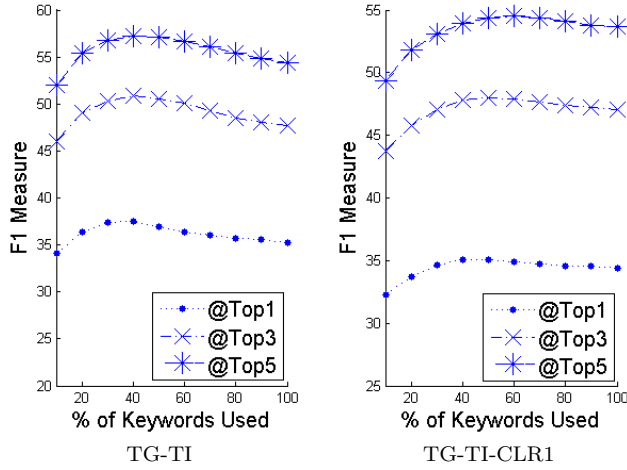 60
55
50
45
40
35
30
25
20
F1 Measure
@Top1
@Top3
@Top5
20 40 60 80 100
% of Keywords Used
TG-TI
55
50
45
40
35
30
25
F1 Measure
@Top1
@Top3
@Top5
20 40 60 80 100
% of Keywords Used
TG-TI-CLR1